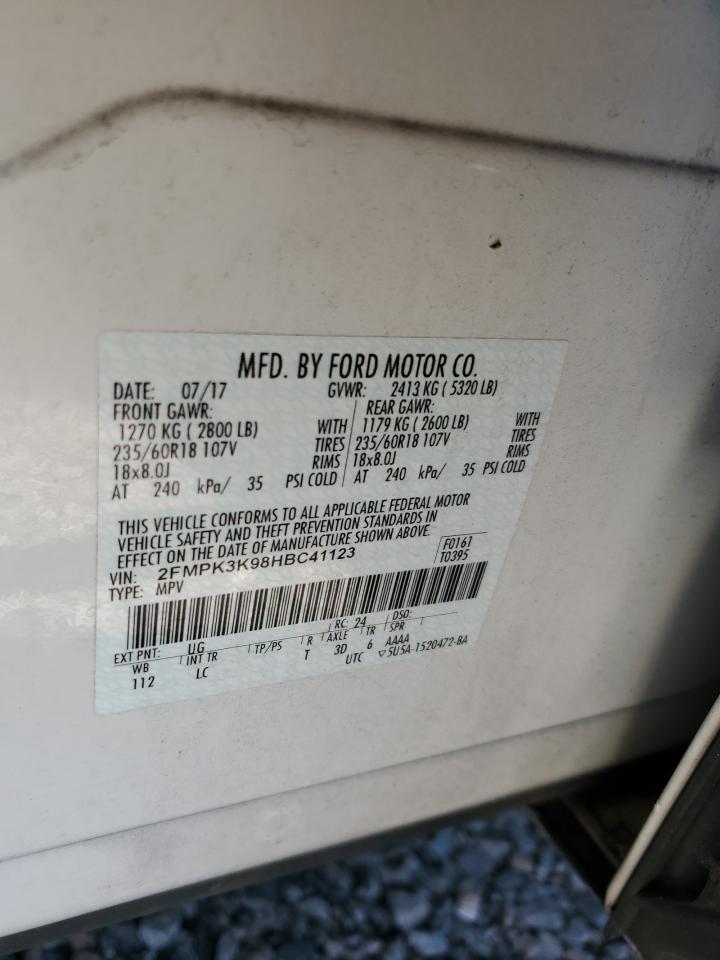 MFD. BY FORD MOTOR CO.
DATE: 07/17 GVWR: 2413 KG ( 5320 LB)
FRONT GAWR: REAR GAWR:
1270 KG ( 2800 LB) WITH 1179 KG ( 2600 LB) WITH
235/60R18 107V TIRES 235/60R18 107V TIRES
18x8.0J RIMS 18x8.0J RIMS
AT 240 kPa/ 35 PSI COLD AT 240 kPa/ 35 PSI COLD
THIS VEHICLE CONFORMS TO ALL APPLICABLE FEDERAL MOTOR
VEHICLE SAFETY AND THEFT PREVENTION STANDARDS IN
EFFECT ON THE DATE OF MANUFACTURE SHOWN ABOVE.
VIN: 2FMPK3K98HBC41123 F0161
TYPE: MPV T0395
EXT PNT: UG RC: 24 DSO:
WB INT TR TP/PS R AXLE TR SPR
112 LC T 3D 6 AAAA
UTC ▽5U5A-1520472-BA